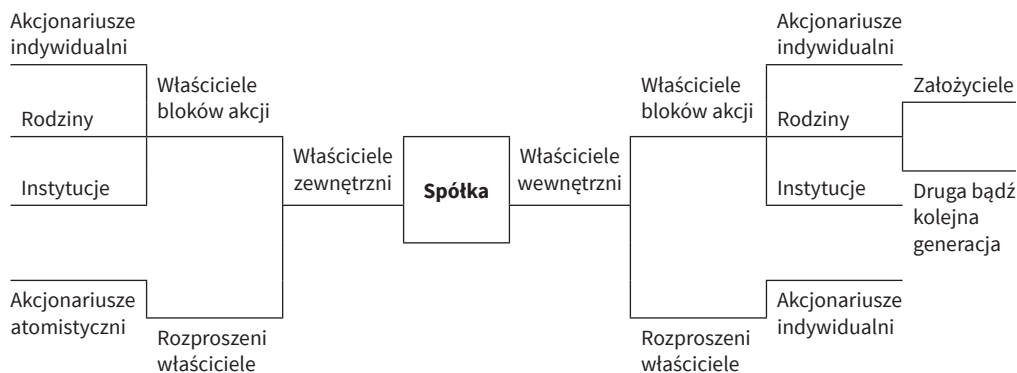 Akcjonariusze
indywidualni
Rodziny
Instytucje
Akcjonariusze
atomistyczni
Właściciele
bloków akcji
Rozproszeni
właściciele
Właściciele
zewnętrzni
Spółka
Właściciele
wewnętrzni
Właściciele
bloków akcji
Rozproszeni
właściciele
Akcjonariusze
indywidualni
Rodziny
Instytucje
Akcjonariusze
indywidualni
Założyciele
Druga bądź
kolejna
generacja